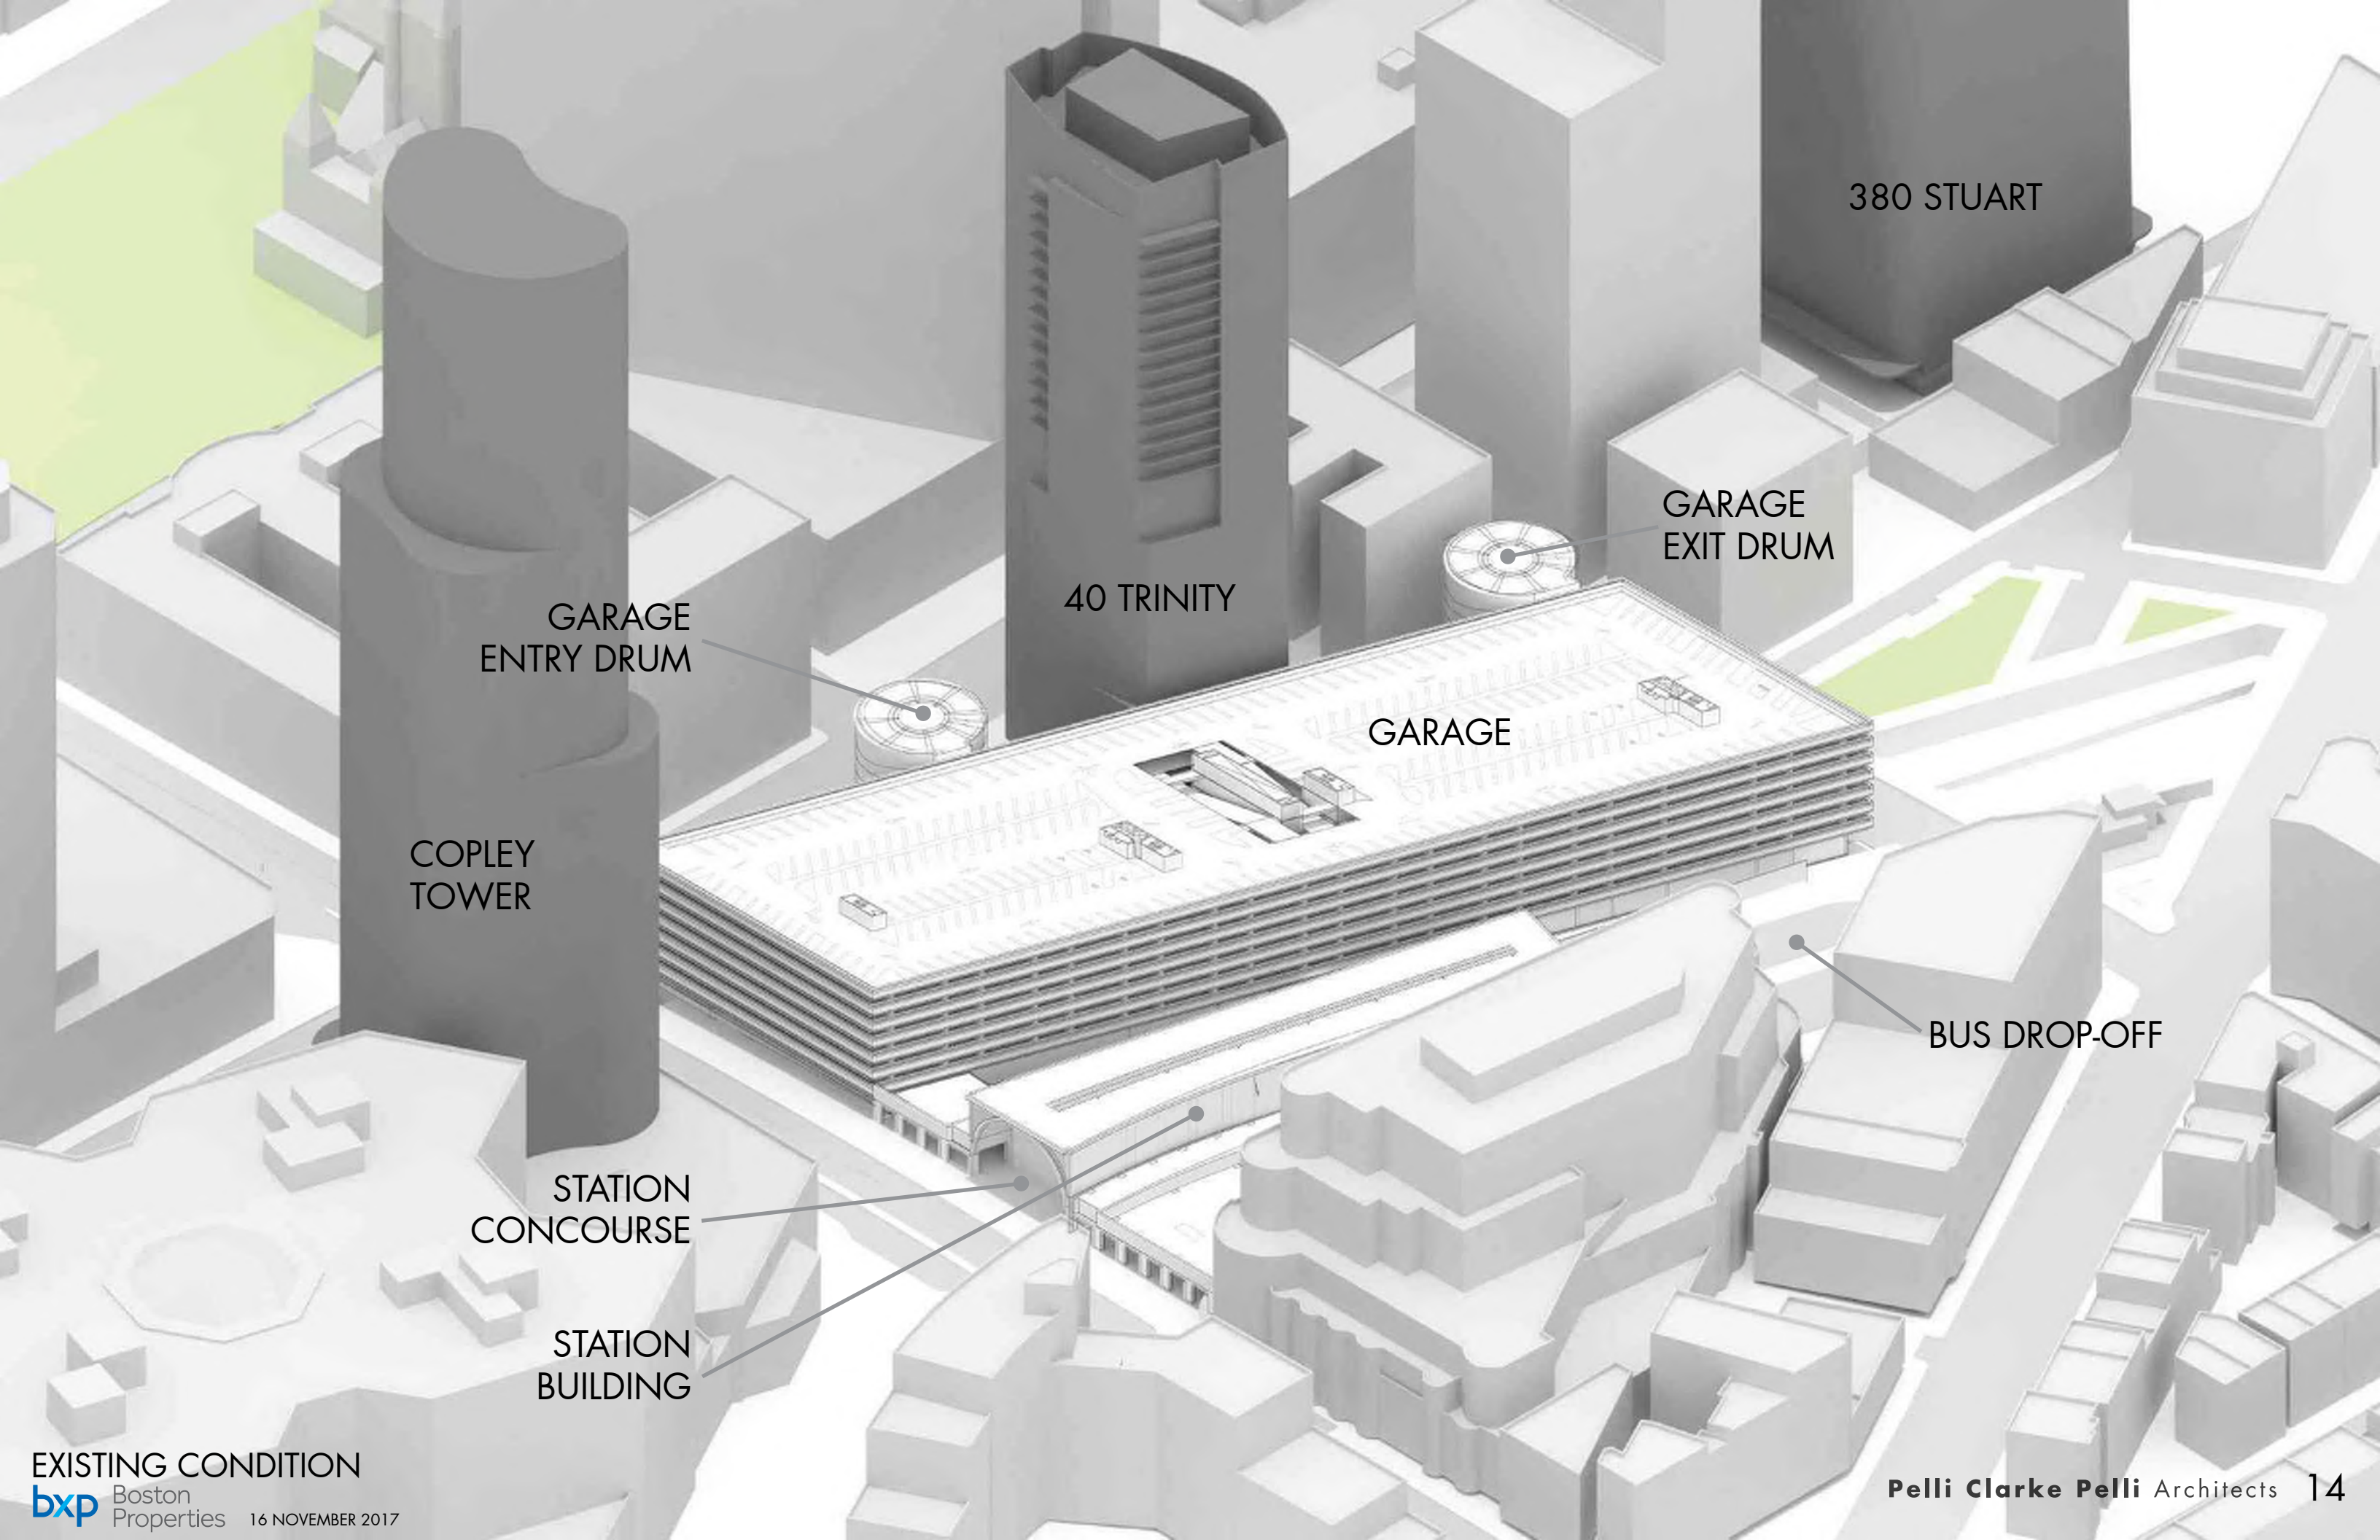 380 STUART
GARAGE
EXIT DRUM
40 TRINITY
GARAGE
ENTRY DRUM
GARAGE
COPLEY
TOWER
BUS DROP-OFF
STATION
CONCOURSE
STATION
BUILDING
EXISTING CONDITION
bxp Boston
Properties
16 NOVEMBER 2017
Pelli Clarke Pelli Architects 14